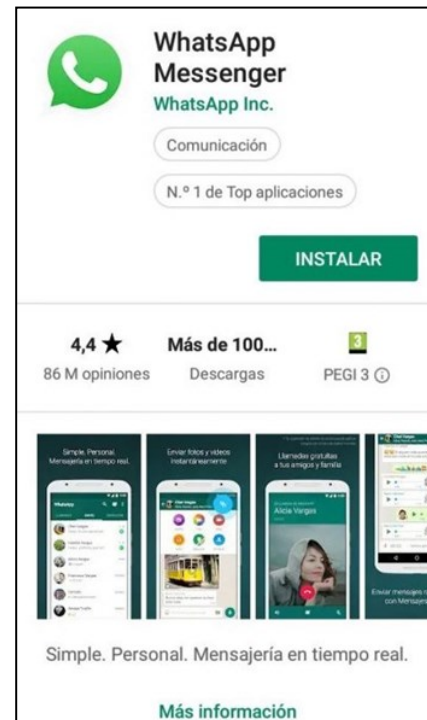 WhatsApp
Messenger
WhatsApp Inc.
Comunicación
N.º 1 de Top aplicaciones
INSTALAR
4,4 ★
86 M opiniones
Más de 100...
Descargas
3
PEGI 3
Simple. Personal.
Mensajería en tiempo real.
Enviar fotos y videos
instantáneamente
Llamadas gratuitas
a tus amigos y familia
Alicia Vargas
Simple. Personal. Mensajería en tiempo real.
Más información